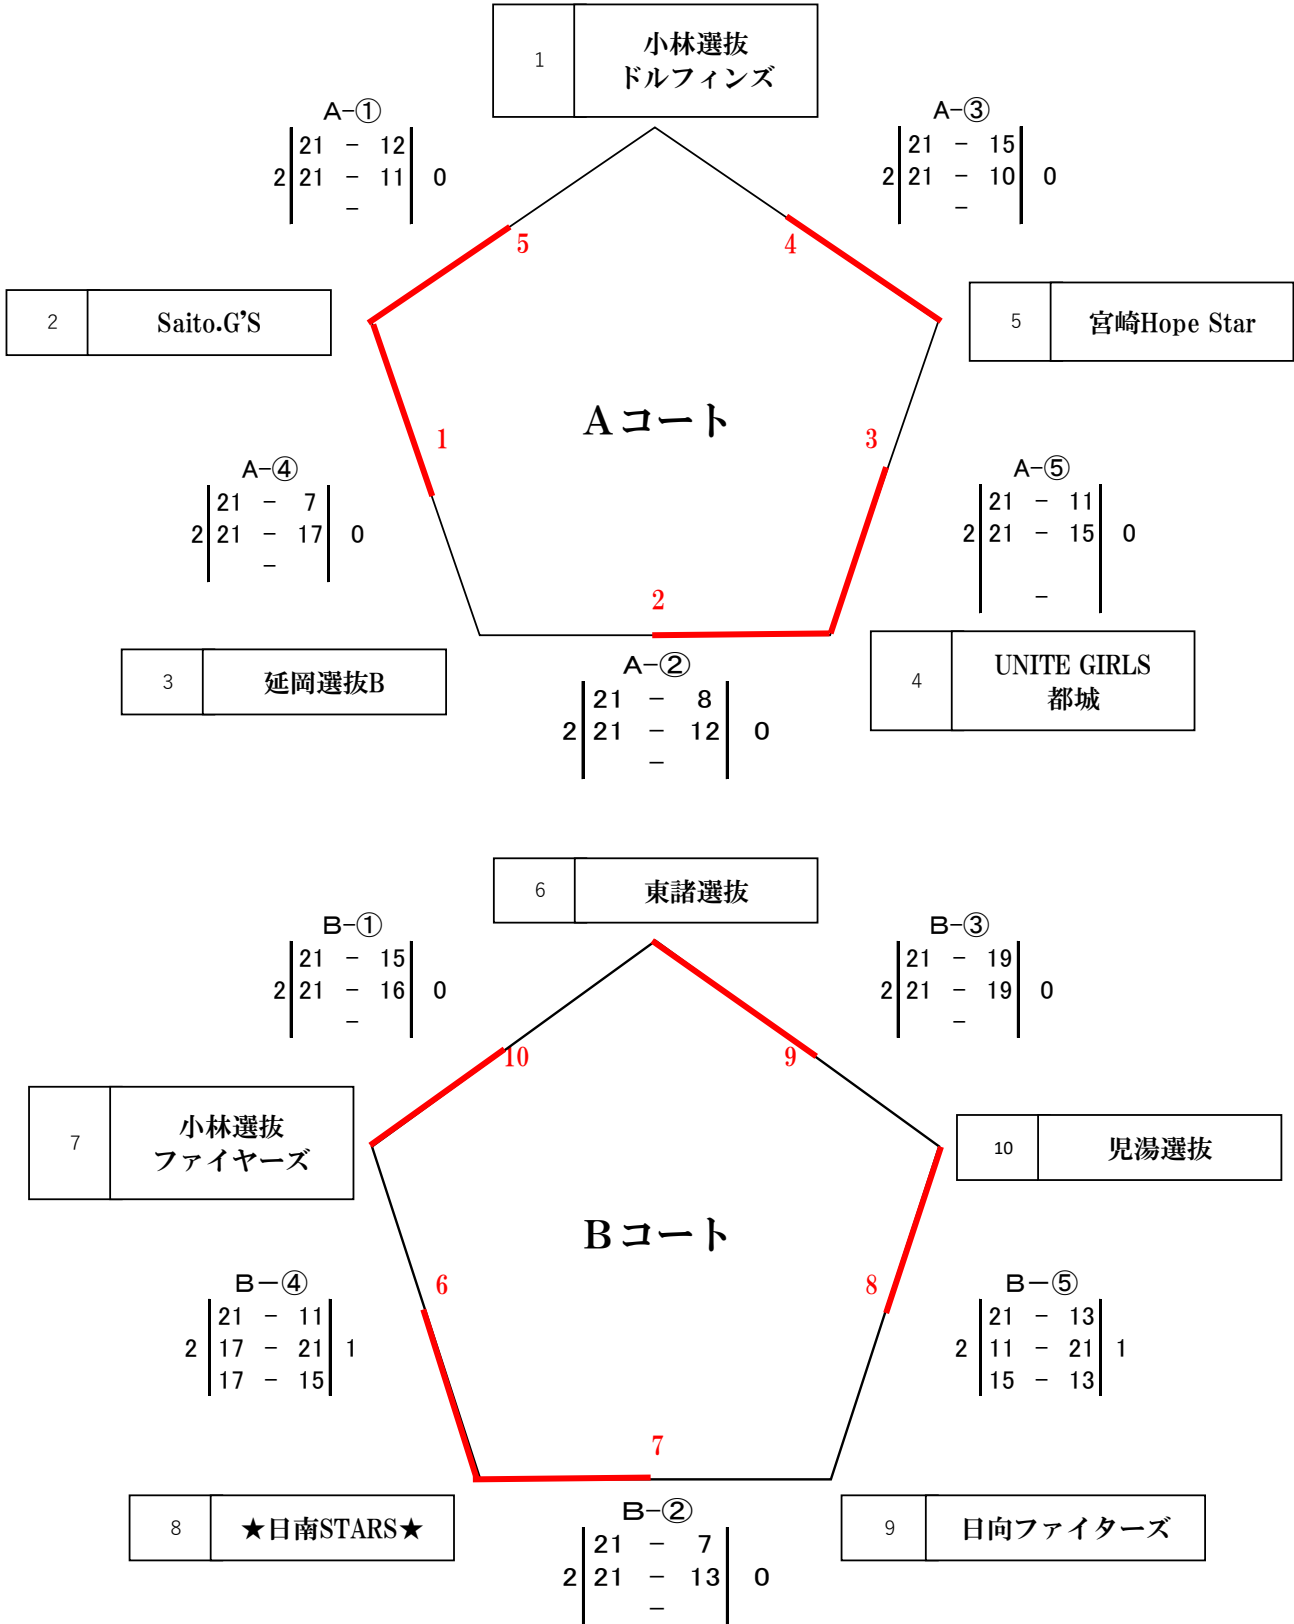 1
小林選抜
ドルフィンズ
A-①
21 - 12
2 21 - 11 0
-
A-③
21 - 15
2 21 - 10 0
-
5
4
2
Saito.G'S
5
宮崎Hope Star
Aコート
1
3
A-④
21 - 7
2 21 - 17 0
-
A-⑤
21 - 11
2 21 - 15 0
-
2
3
延岡選抜B
A-②
21 - 8
2 21 - 12 0
-
4
UNITE GIRLS
都城
6
東諸選抜
B-①
21 - 15
2 21 - 16 0
-
B-③
21 - 19
2 21 - 19 0
-
10
9
7
小林選抜
ファイヤーズ
10
児湯選抜
Bコート
6
8
B-④
21 - 11
2 17 - 21 1
17 - 15
B-⑤
21 - 13
2 11 - 21 1
15 - 13
7
8
★日南STARS★
B-②
21 - 7
2 21 - 13 0
-
9
日向ファイターズ